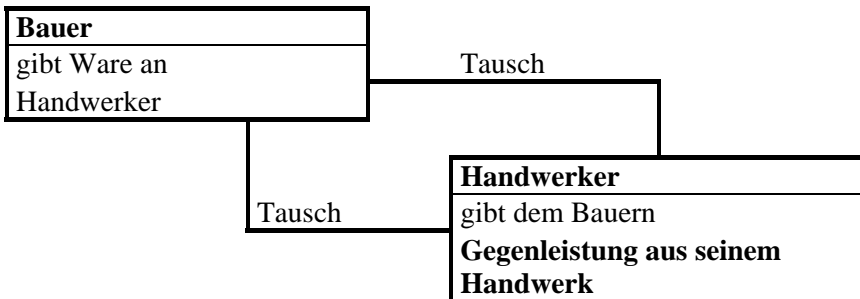 Bauer
gibt Ware an
Handwerker
Tausch
Tausch
Handwerker
gibt dem Bauern
Gegenleistung aus seinem
Handwerk